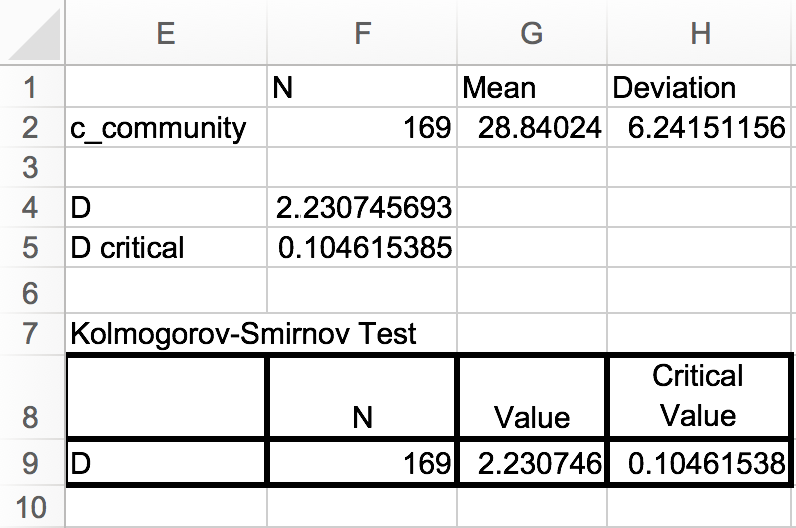 E F G H
1 N Mean Deviation
2 c_community 169 28.84024 6.24151156
3
4 D 2.230745693
5 D critical 0.104615385
6
7 Kolmogorov-Smirnov Test
Critical
8 N Value Value
9 D 169 2.230746 0.10461538
10